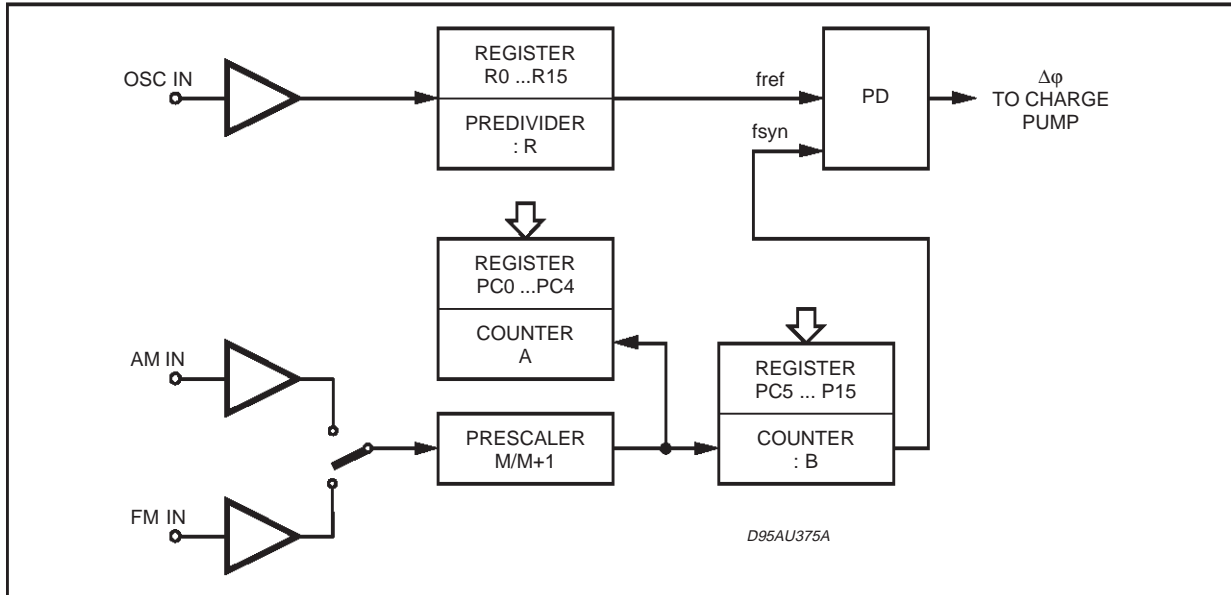 OSC IN
REGISTER
R0 ...R15
PREDIVIDER
: R
fref
fsyn
PD
Δφ
TO CHARGE
PUMP
REGISTER
PC0 ...PC4
COUNTER
A
AM IN
FM IN
PRESCALER
M/M+1
REGISTER
PC5 ... P15
COUNTER
: B
D95AU375A